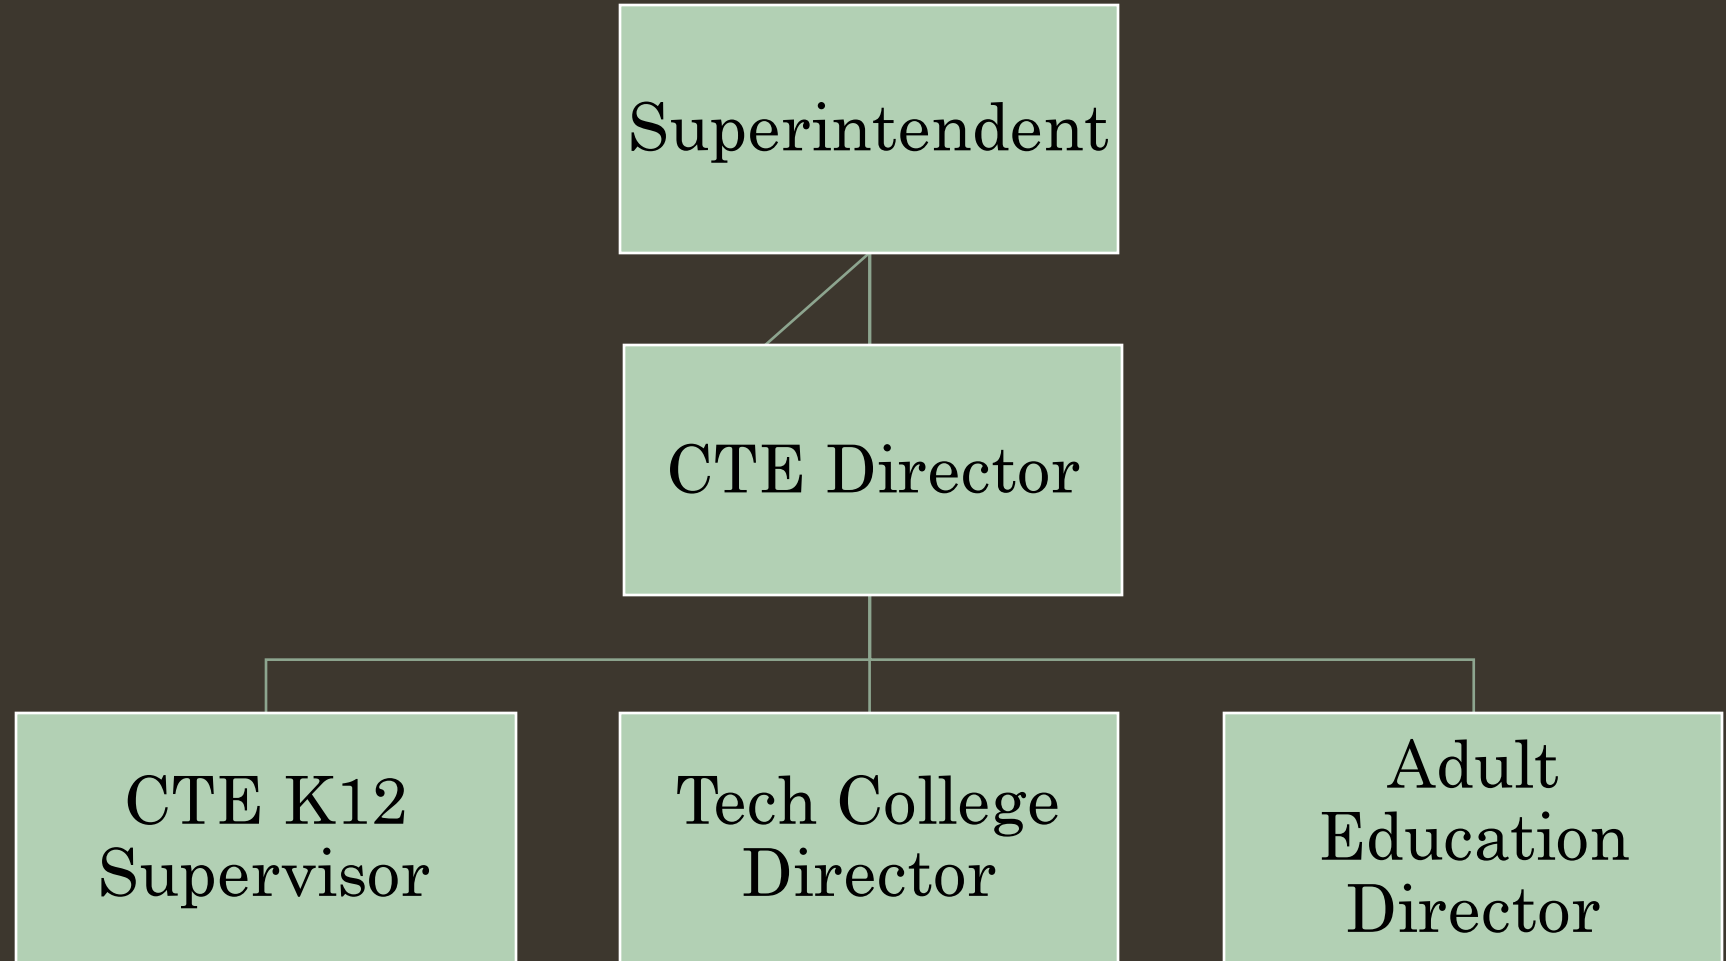 Superintendent
CTE Director
CTE K12
Supervisor
Tech College
Director
Adult
Education
Director